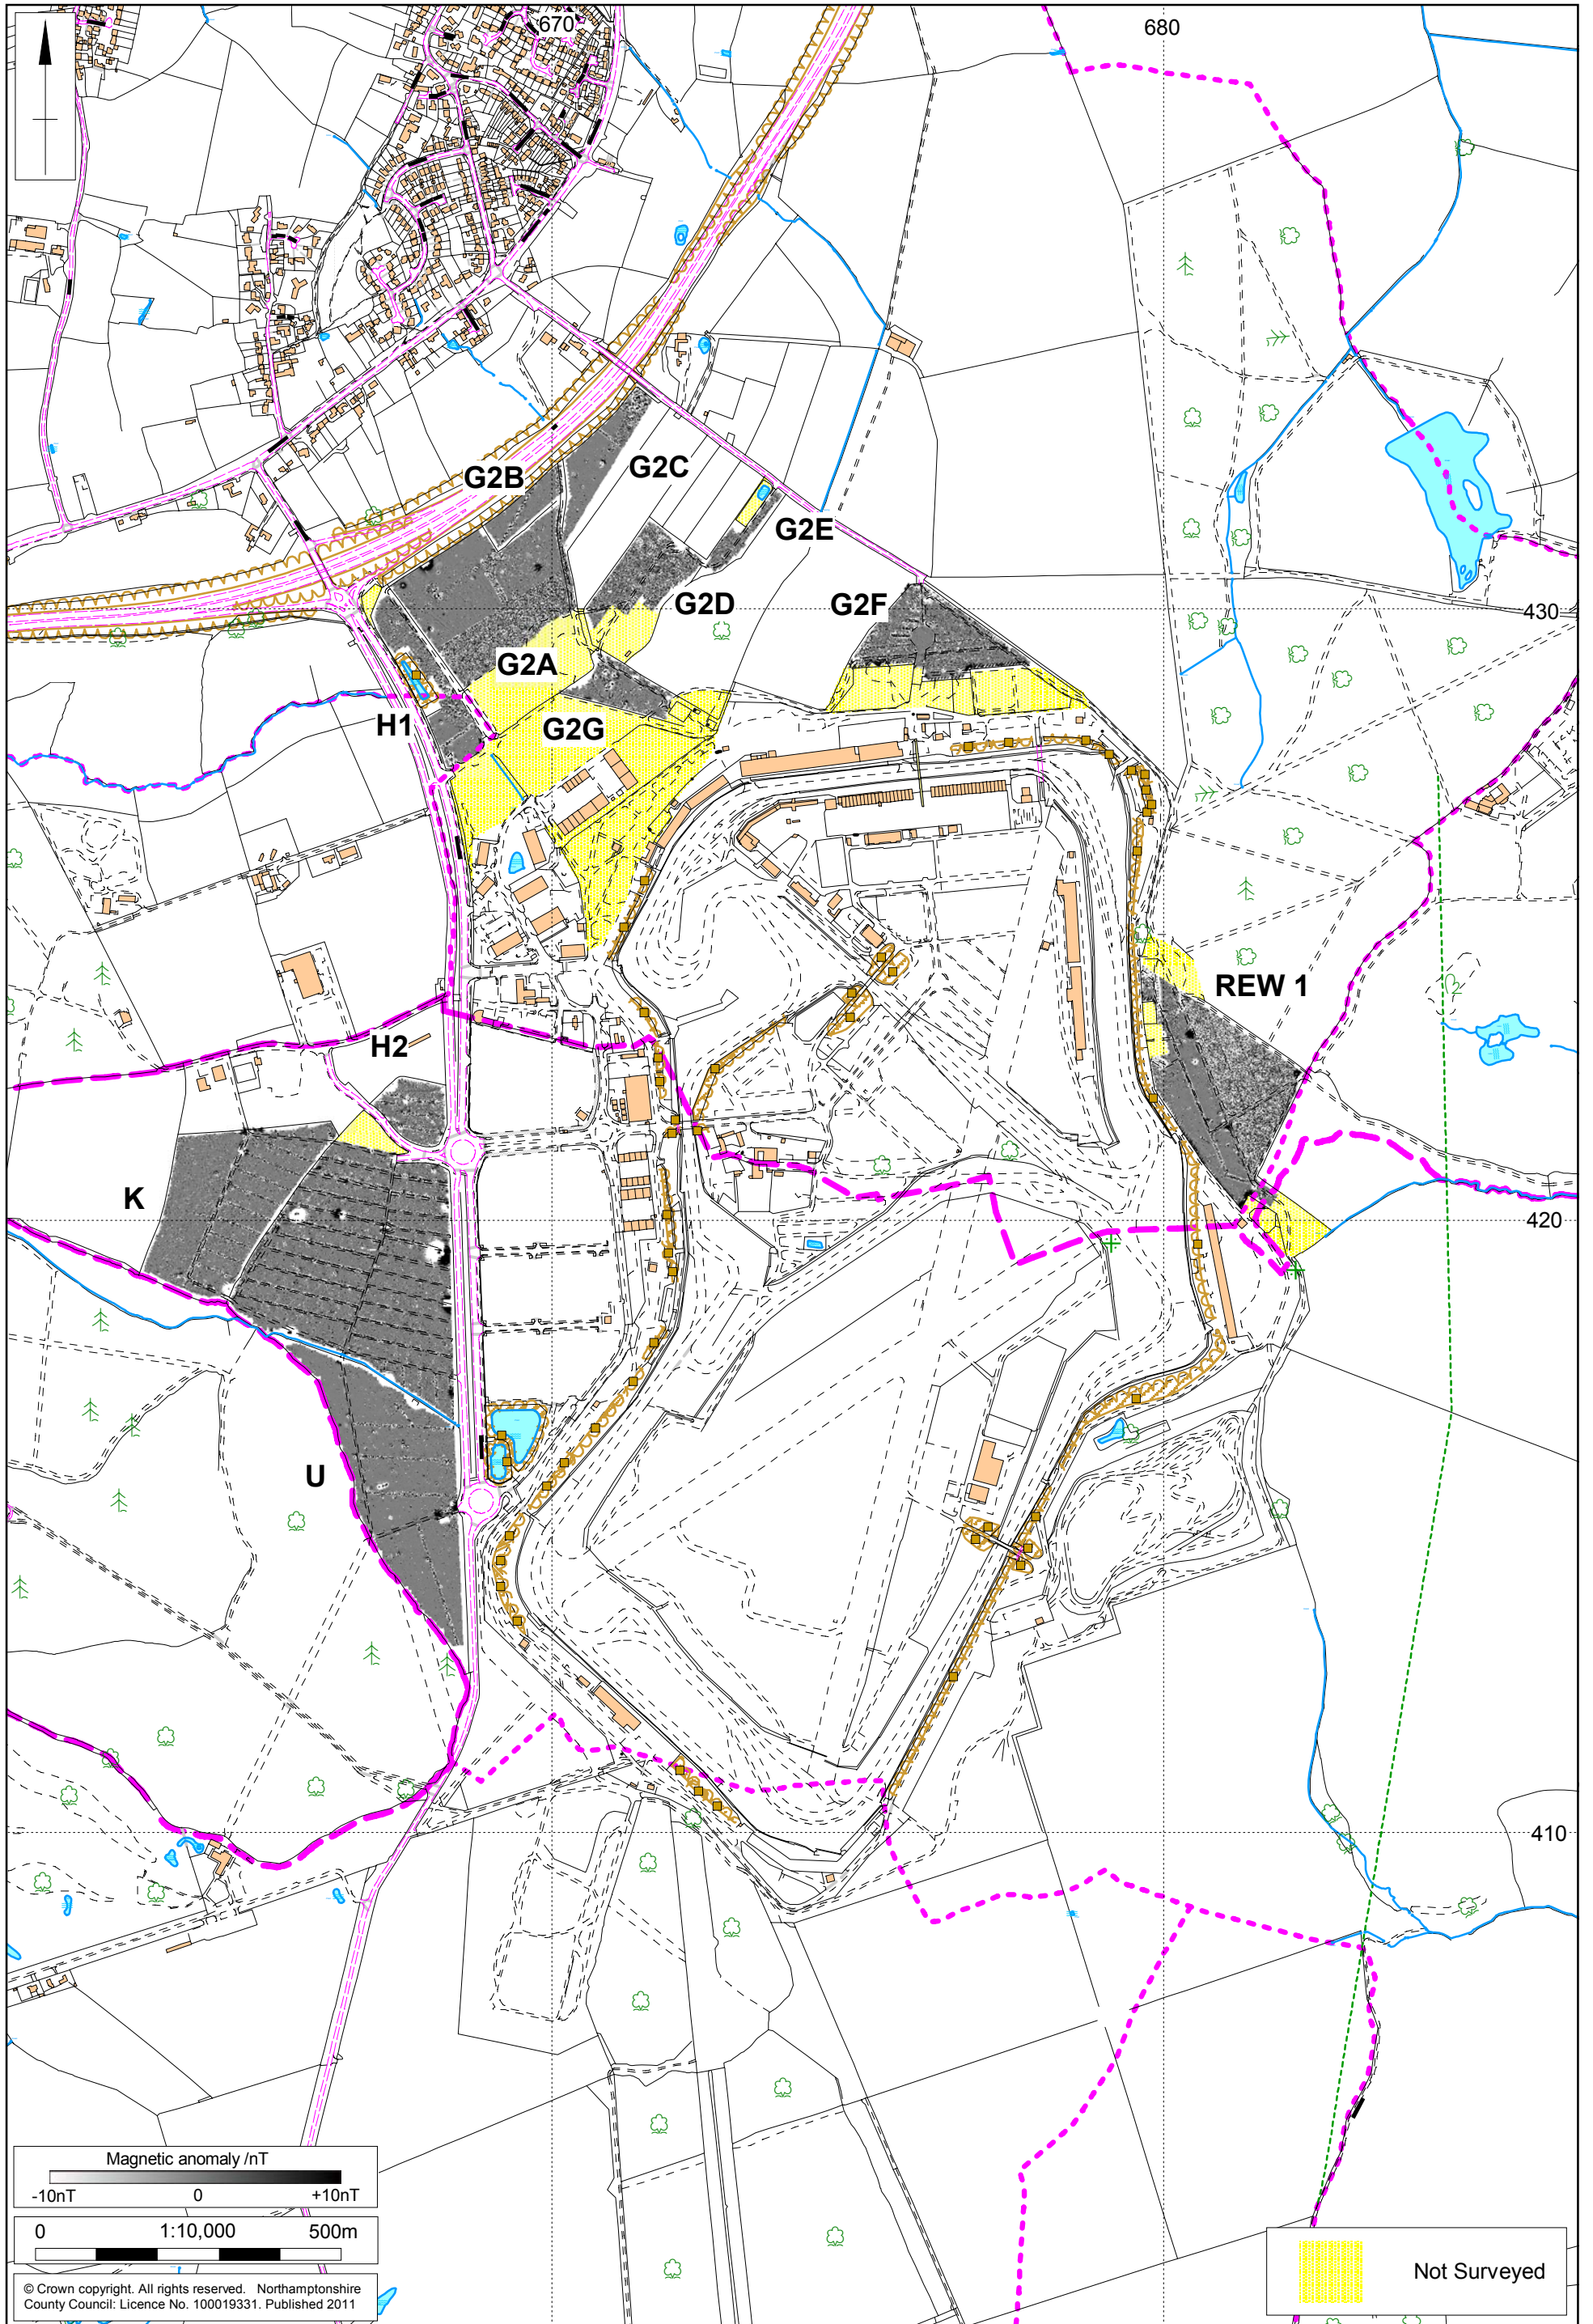 670
680
G2B
G2C
G2E
G2D
G2F
430
G2A
H1
G2G
REW 1
H2
K
420
U
410
Magnetic anomaly /nT
-10nT 0 +10nT
0 1:10,000 500m
© Crown copyright. All rights reserved. Northamptonshire
County Council: Licence No. 100019331. Published 2011
Not Surveyed